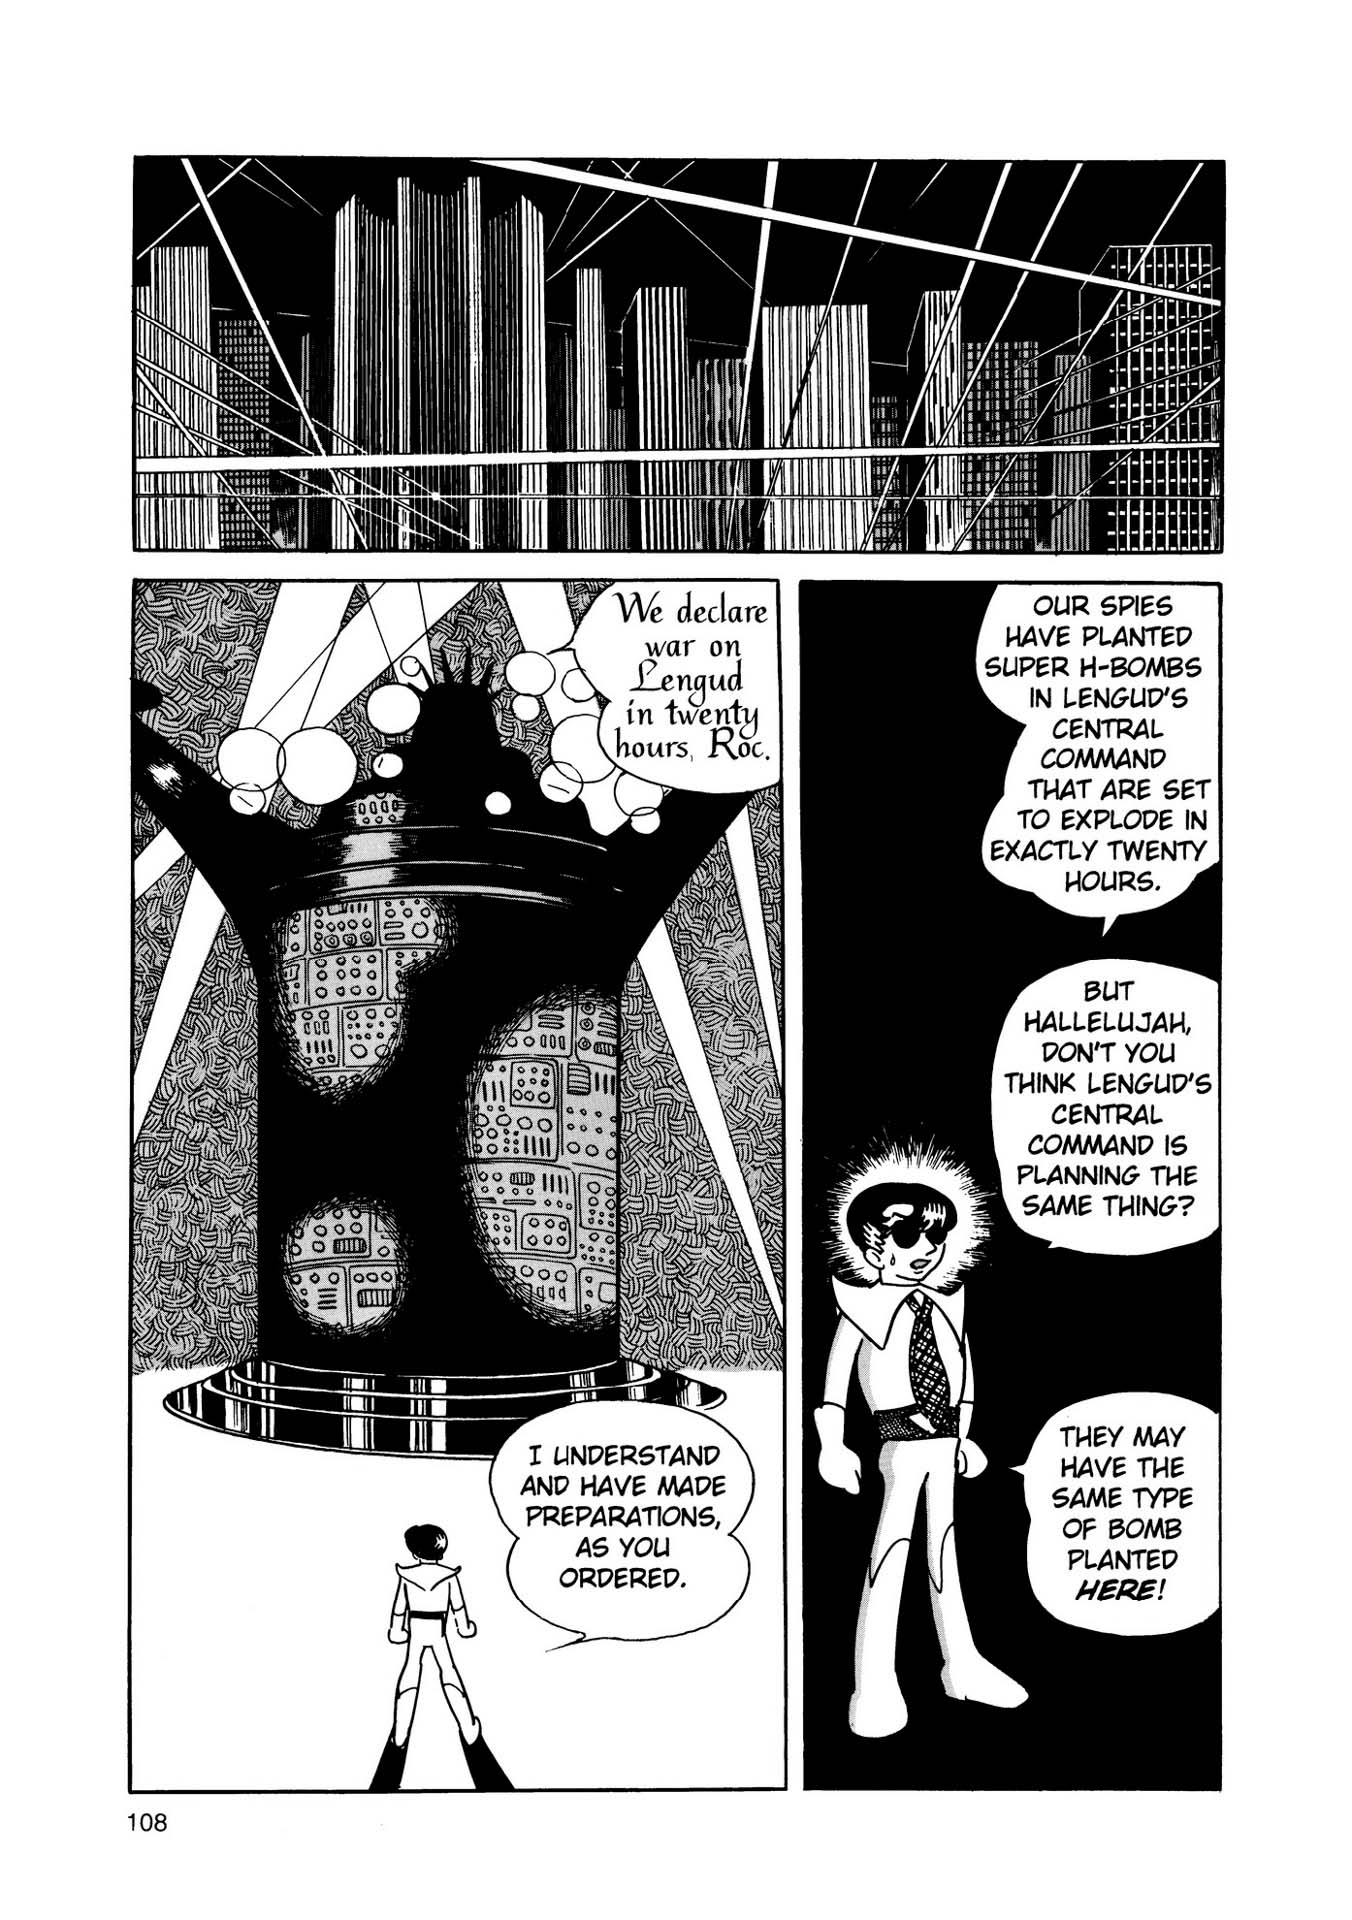 We declare
war on
Lengud
in twenty
hours, Roc.
I UNDERSTAND
AND HAVE MADE
PREPARATIONS,
AS YOU
ORDERED.
OUR SPIES
HAVE PLANTED
SUPER H-BOMBS
IN LENGUD'S
CENTRAL
COMMAND
THAT ARE SET
TO EXPLODE IN
EXACTLY TWENTY
HOURS.
BUT
HALLELUJAH,
DON'T YOU
THINK LENGUD'S
CENTRAL
COMMAND IS
PLANNING THE
SAME THING?
THEY MAY
HAVE THE
SAME TYPE
OF BOMB
PLANTED
HERE!
108